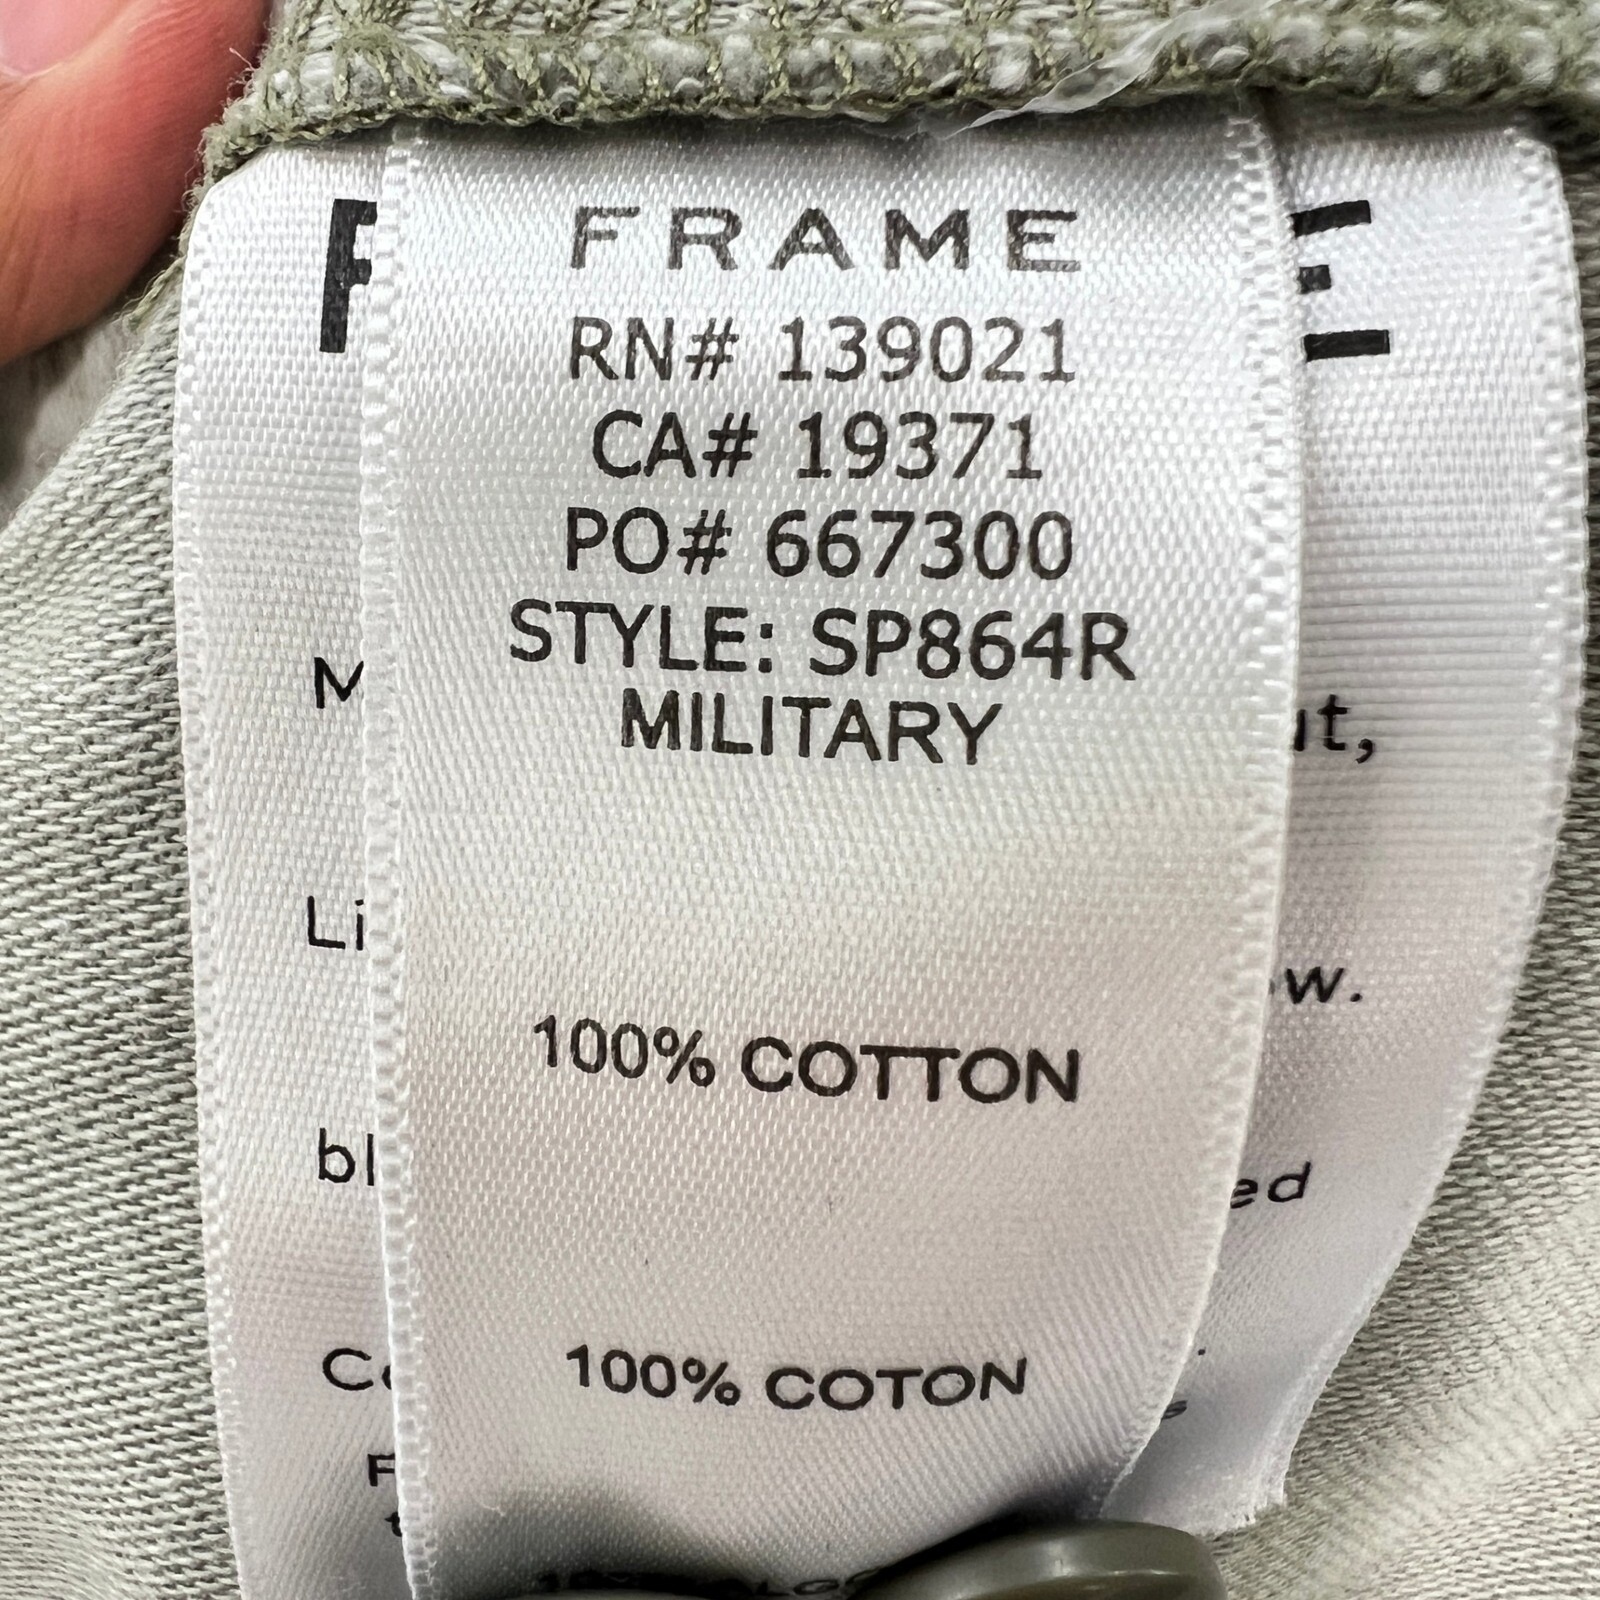 FRAME
RN# 139021
CA# 19371
PO# 667300
STYLE: SP864R
MILITARY
100% COTTON
100% COTON